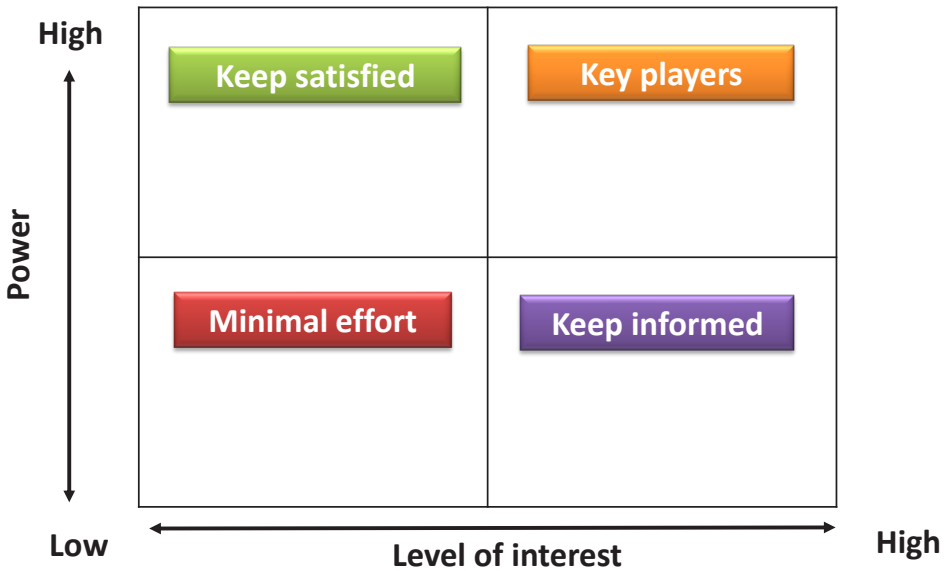 High
Keep satisfied
Key players
Power
Minimal effort
Keep informed
Low
Level of interest
High